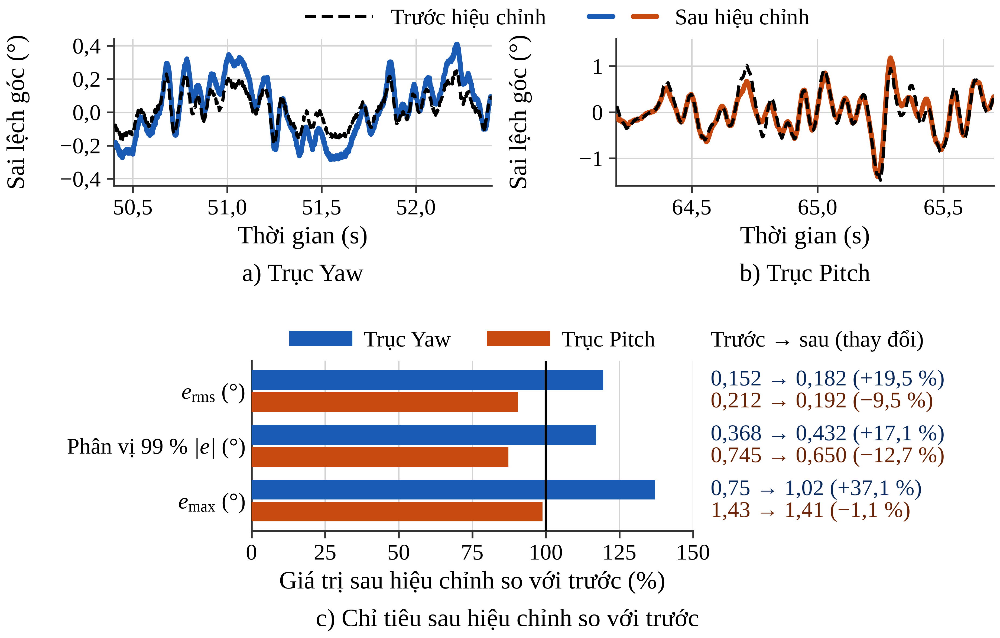 Trước hiệu chỉnh
Sau hiệu chỉnh
Sai lệch góc (°)
0,4
0,2
0,0
−0,2
−0,4
50,5
51,0
51,5
52,0
Thời gian (s)
a) Trục Yaw
Sai lệch góc (°)
1
0
−1
64,5
65,0
65,5
Thời gian (s)
b) Trục Pitch
Trục Yaw
Trục Pitch
Trước → sau (thay đổi)
e_rms (°)
0,152 → 0,182 (+19,5 %)
0,212 → 0,192 (−9,5 %)
Phân vị 99 % |e| (°)
0,368 → 0,432 (+17,1 %)
0,745 → 0,650 (−12,7 %)
e_max (°)
0,75 → 1,02 (+37,1 %)
1,43 → 1,41 (−1,1 %)
0
25
50
75
100
125
150
Giá trị sau hiệu chỉnh so với trước (%)
c) Chỉ tiêu sau hiệu chỉnh so với trước